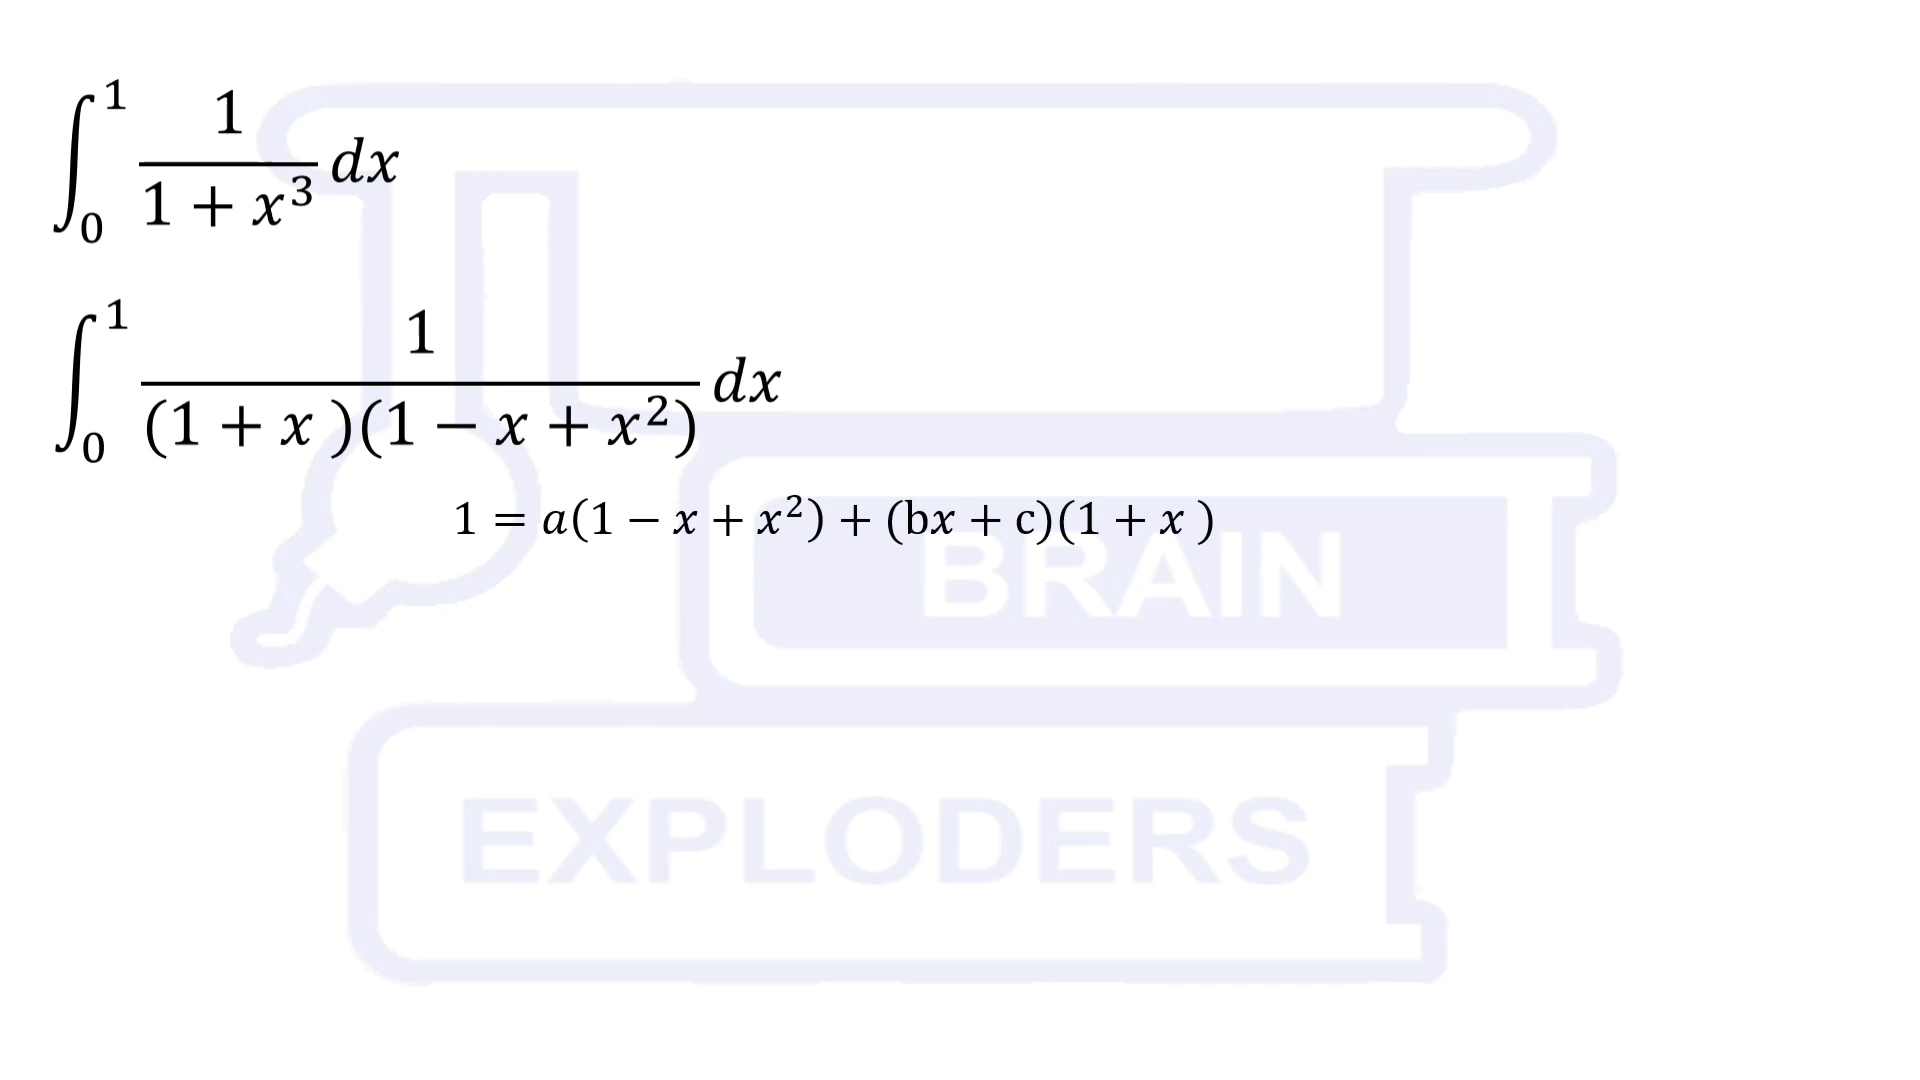 ∫₀¹ 1/(1 + x³) dx
∫₀¹ 1/((1 + x )(1 − x + x²)) dx
1 = a(1 − x + x²) + (bx + c)(1 + x )
BRAIN
EXPLODERS